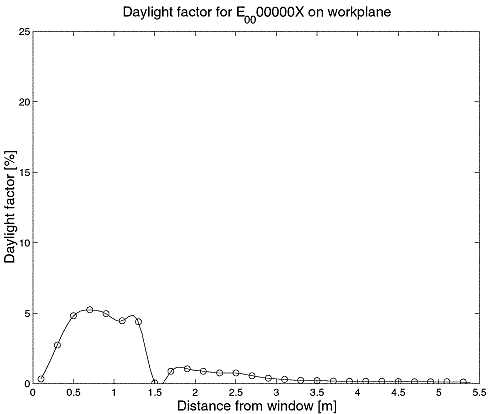 Daylight factor for E0000000X on workplane
25
20
15
10
5
0
Daylight factor [%]
0 0.5 1 1.5 2 2.5 3 3.5 4 4.5 5 5.5
Distance from window [m]